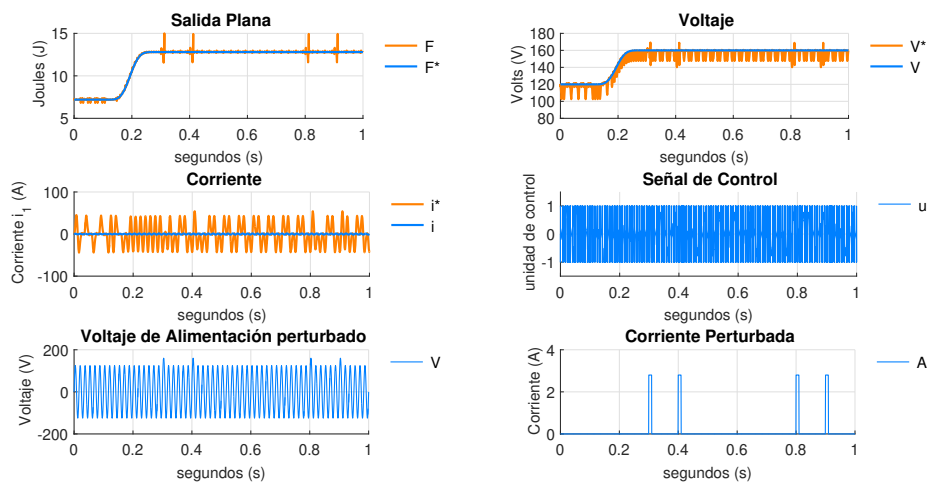 Salida Plana
Joules (J)
15
10
5
0 0.2 0.4 0.6 0.8 1
segundos (s)
F
F*
Voltaje
Volts (V)
180
160
140
120
100
80
0 0.2 0.4 0.6 0.8 1
segundos (s)
V*
V
Corriente
Corriente i₁ (A)
100
0
-100
0 0.2 0.4 0.6 0.8 1
segundos (s)
i*
i
Señal de Control
unidad de control
1
0
-1
0 0.2 0.4 0.6 0.8 1
segundos (s)
u
Voltaje de Alimentación perturbado
Voltaje (V)
200
0
-200
0 0.2 0.4 0.6 0.8 1
segundos (s)
V
Corriente Perturbada
Corriente (A)
4
2
0
0 0.2 0.4 0.6 0.8 1
segundos (s)
A